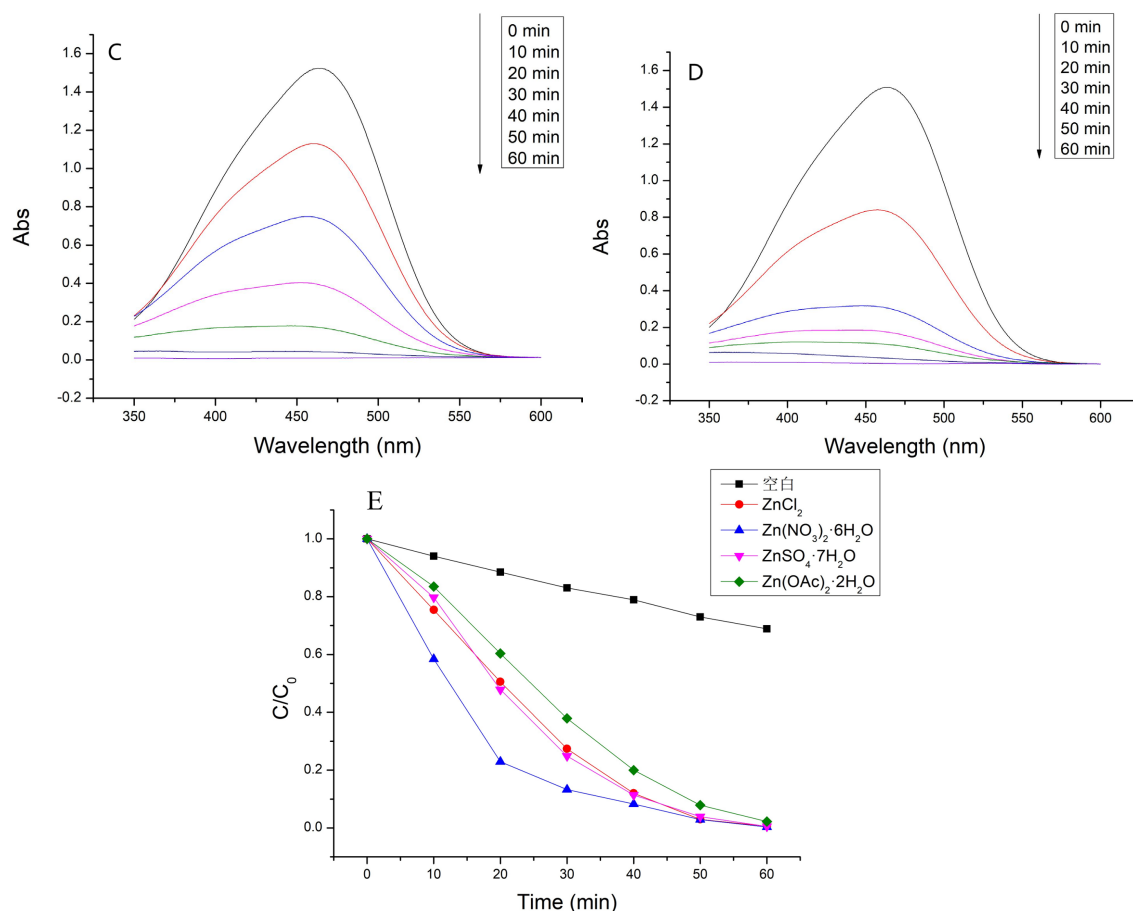 C
0 min
10 min
20 min
30 min
40 min
50 min
60 min
1.6
1.4
1.2
1.0
0.8
0.6
0.4
0.2
0.0
-0.2
Abs
350 400 450 500 550 600
Wavelength (nm)
D
0 min
10 min
20 min
30 min
40 min
50 min
60 min
1.6
1.4
1.2
1.0
0.8
0.6
0.4
0.2
0.0
-0.2
Abs
350 400 450 500 550 600
Wavelength (nm)
E
空白
ZnCl₂
Zn(NO₃)₂·6H₂O
ZnSO₄·7H₂O
Zn(OAc)₂·2H₂O
1.0
0.8
0.6
0.4
0.2
0.0
C/C₀
0 10 20 30 40 50 60
Time (min)